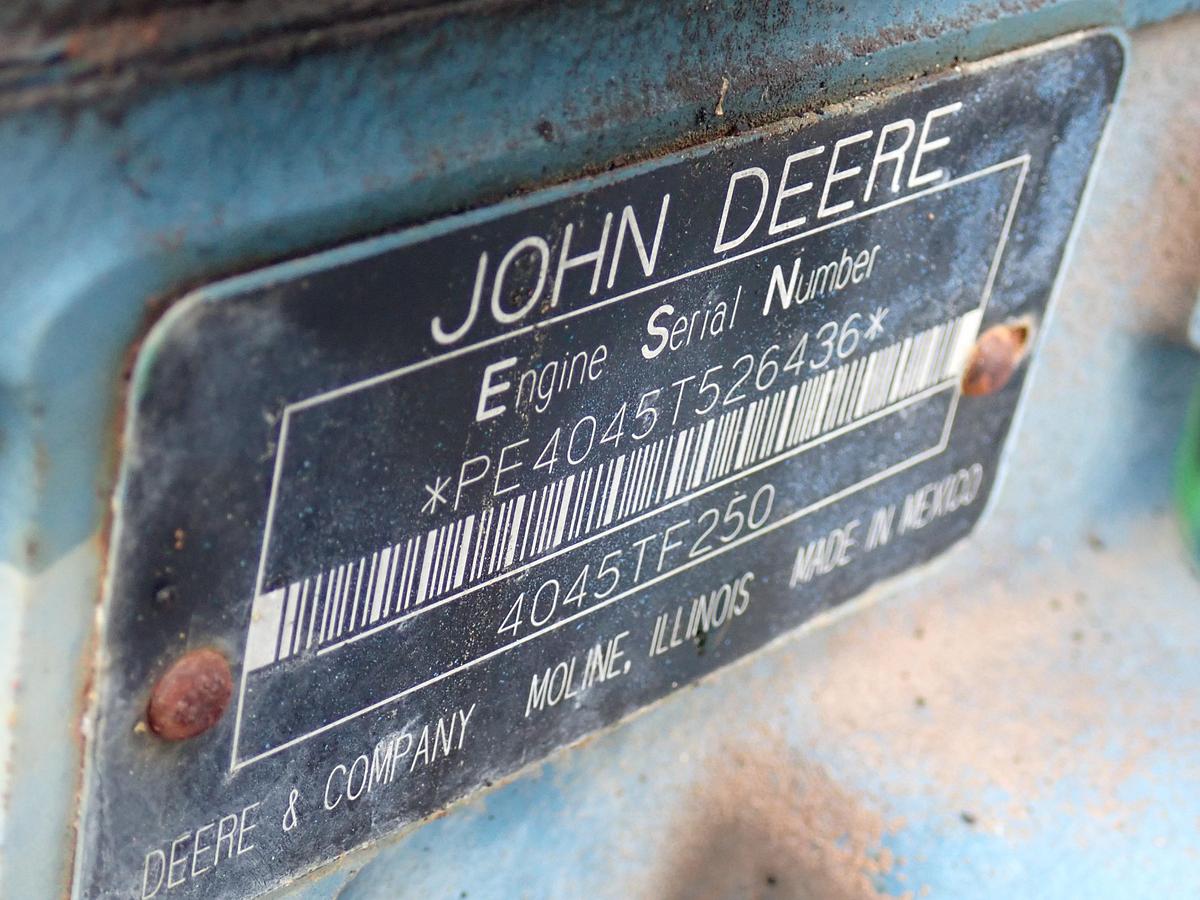 JOHN DEERE
Engine Serial Number
*PE4045T526436*
4045TF250
DEERE & COMPANY MOLINE, ILLINOIS MADE IN MEXICO